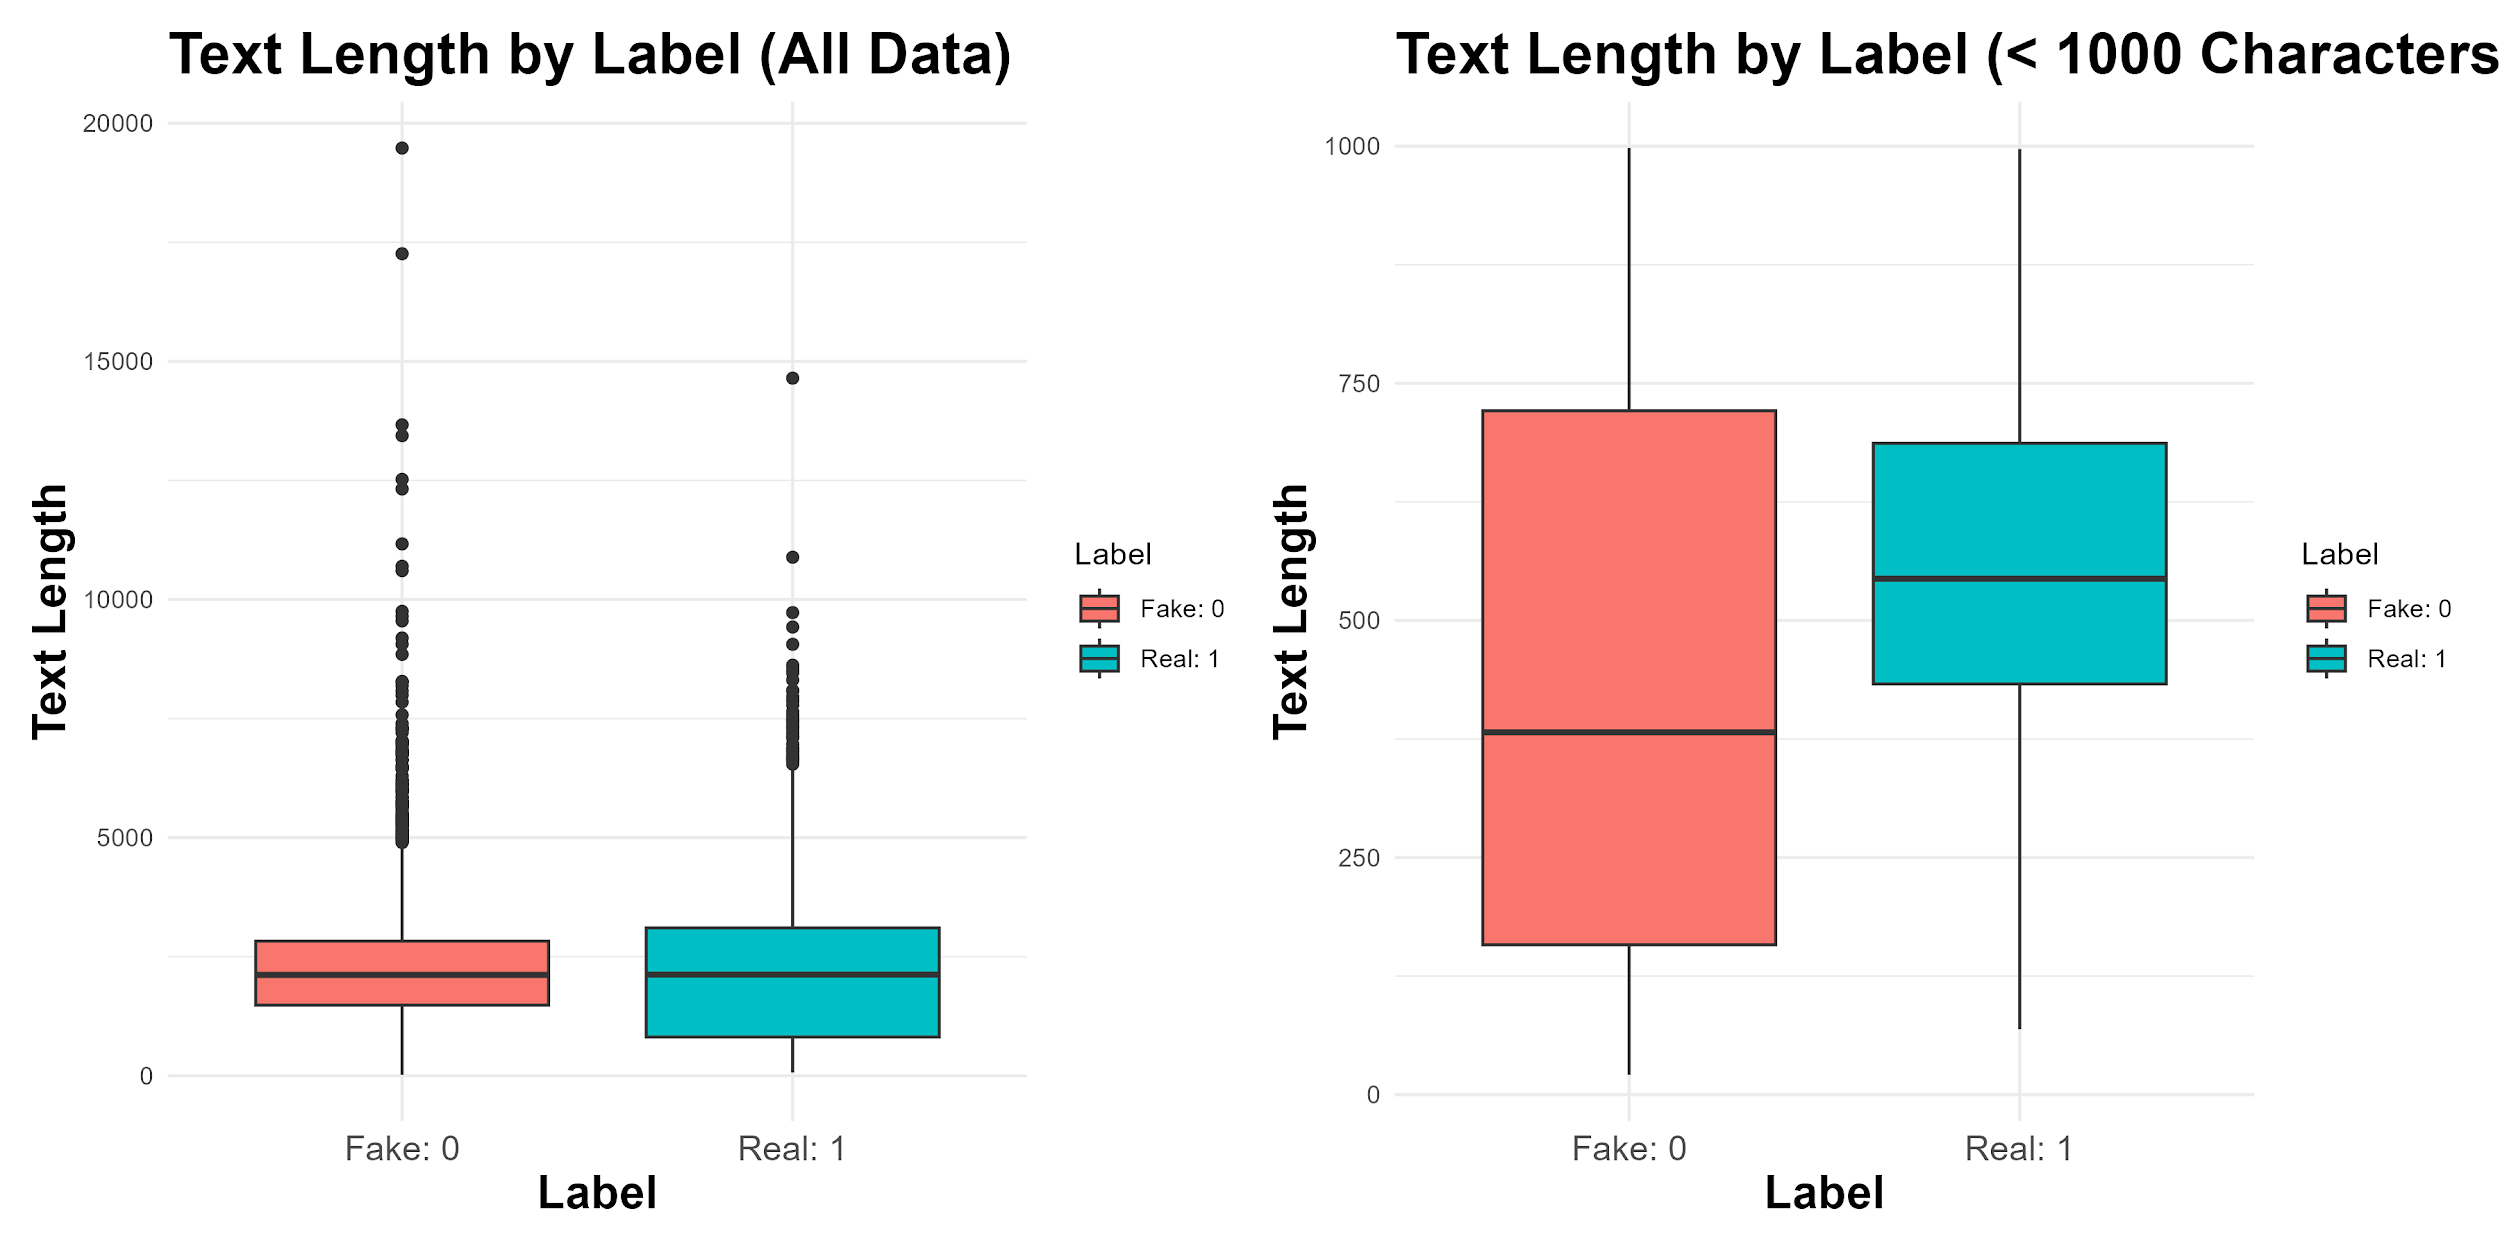 Text Length by Label (All Data)
20000
15000
10000
5000
0
Text Length
Fake: 0
Real: 1
Label
Label
Fake: 0
Real: 1
Text Length by Label (< 1000 Characters
1000
750
500
250
0
Text Length
Fake: 0
Real: 1
Label
Label
Fake: 0
Real: 1